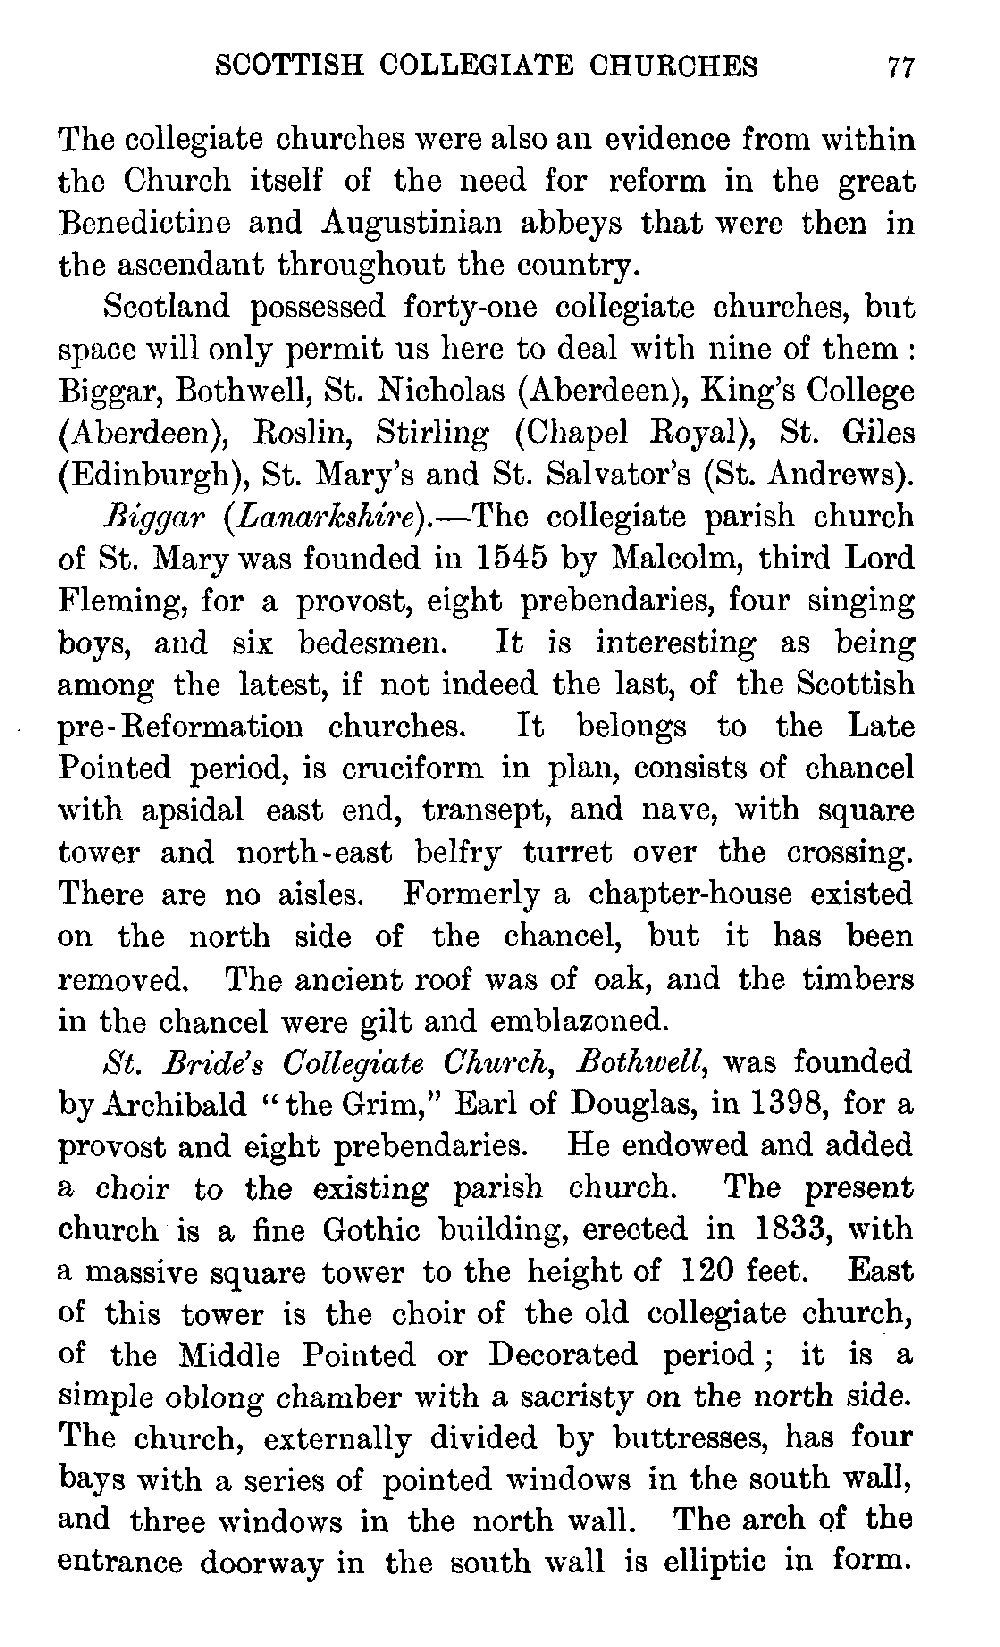 SCOTTISH COLLEGIATE CHURCHES 77
The collegiate churches were also an evidence from within
the Church itself of the need for reform in the great
Benedictine and Augustinian abbeys that were then in
the ascendant throughout the country.
Scotland possessed forty-one collegiate churches, but
space will only permit us here to deal with nine of them :
Biggar, Bothwell, St. Nicholas (Aberdeen), King's College
(Aberdeen), Roslin, Stirling (Chapel Royal), St. Giles
(Edinburgh), St. Mary's and St. Salvator's (St. Andrews).
Biggar (Lanarkshire).—The collegiate parish church
of St. Mary was founded in 1545 by Malcolm, third Lord
Fleming, for a provost, eight prebendaries, four singing
boys, and six bedesmen. It is interesting as being
among the latest, if not indeed the last, of the Scottish
pre-Reformation churches. It belongs to the Late
Pointed period, is cruciform in plan, consists of chancel
with apsidal east end, transept, and nave, with square
tower and north-east belfry turret over the crossing.
There are no aisles. Formerly a chapter-house existed
on the north side of the chancel, but it has been
removed. The ancient roof was of oak, and the timbers
in the chancel were gilt and emblazoned.
St. Bride's Collegiate Church, Bothwell, was founded
by Archibald "the Grim," Earl of Douglas, in 1398, for a
provost and eight prebendaries. He endowed and added
a choir to the existing parish church. The present
church is a fine Gothic building, erected in 1833, with
a massive square tower to the height of 120 feet. East
of this tower is the choir of the old collegiate church,
of the Middle Pointed or Decorated period ; it is a
simple oblong chamber with a sacristy on the north side.
The church, externally divided by buttresses, has four
bays with a series of pointed windows in the south wall,
and three windows in the north wall. The arch of the
entrance doorway in the south wall is elliptic in form.